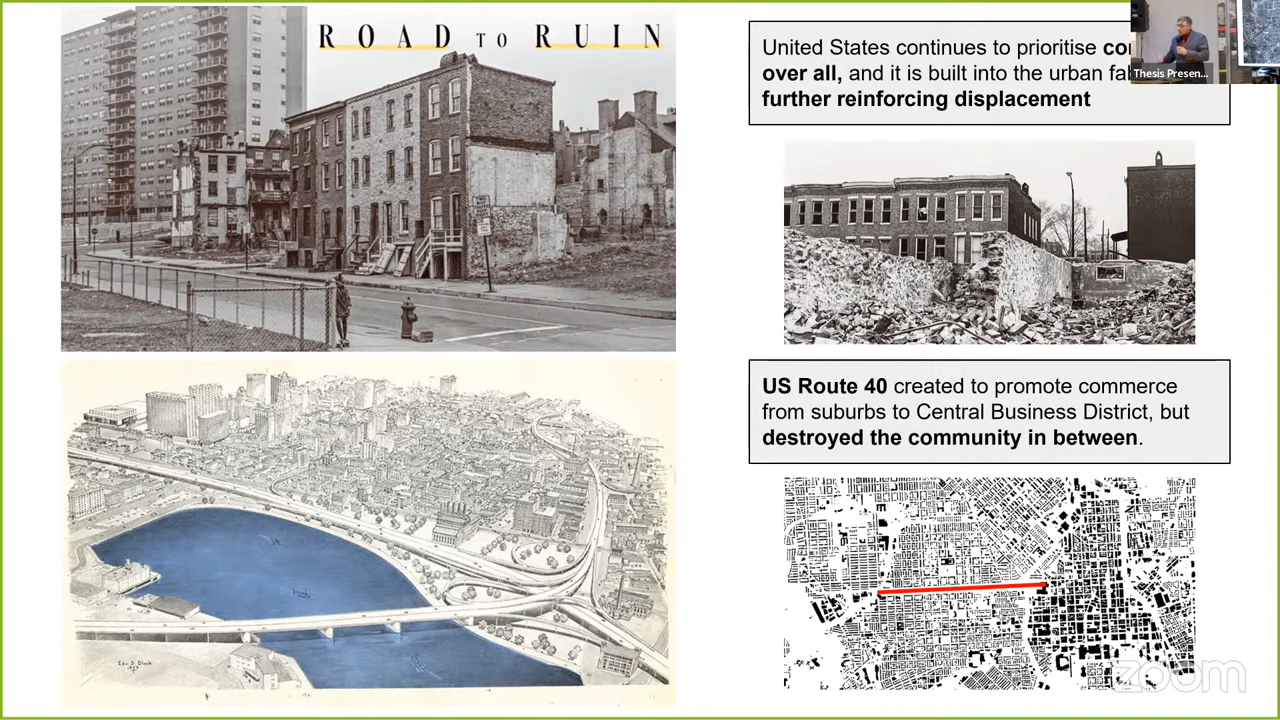 ROAD TO RUIN
United States continues to prioritise
over all, and it is built into the urban
further reinforcing displacement
Thesis Presen...
US Route 40 created to promote commerce
from suburbs to Central Business District, but
destroyed the community in between.
zoom